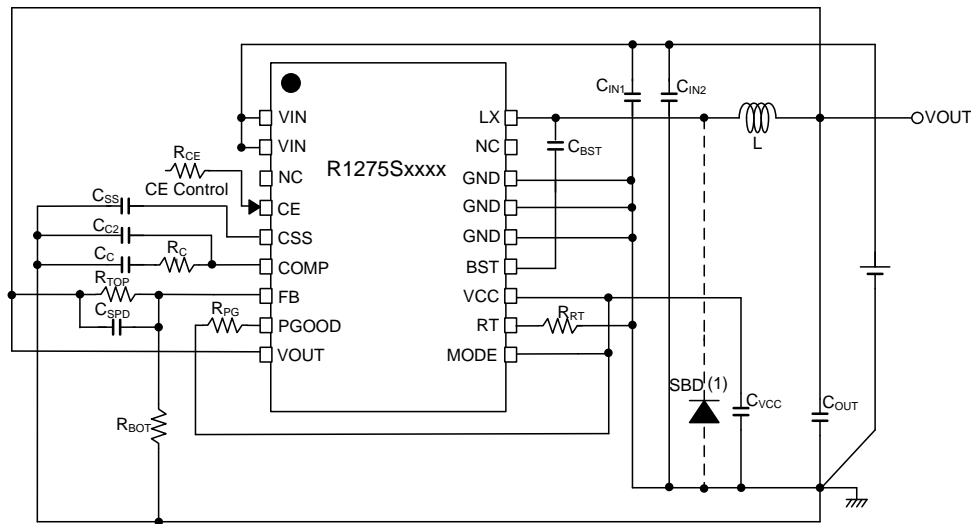 R1275Sxxxx
VIN
VIN
NC
CE
CSS
COMP
FB
PGOOD
VOUT
LX
NC
GND
GND
GND
BST
VCC
RT
MODE
RCE
CE Control
CSS
CC2
CC
RC
RTOP
CSPD
RPG
RBOT
CIN1
CIN2
CBST
L
VOUT
RRT
SBD (1)
CVCC
COUT